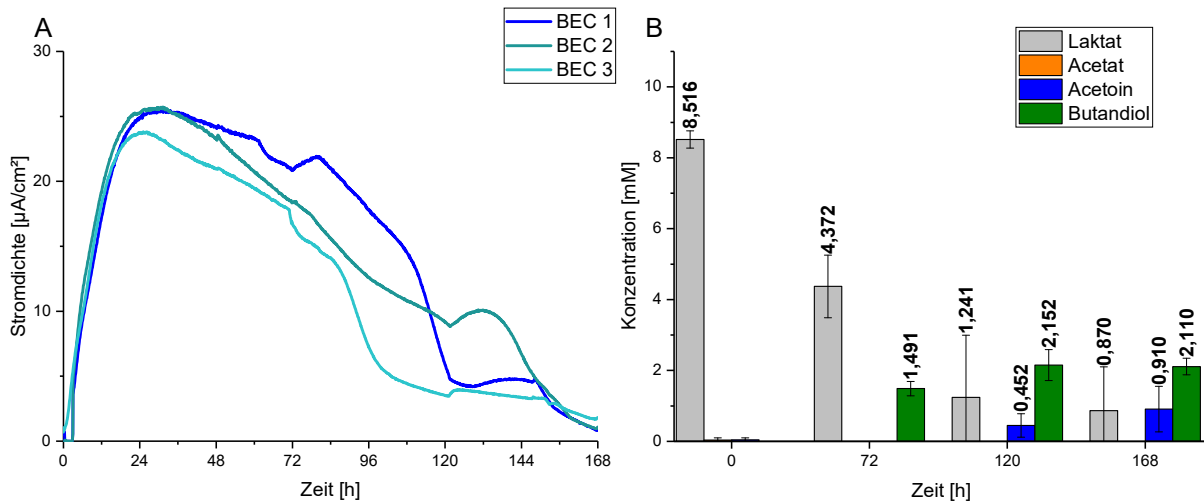 A
BEC 1
BEC 2
BEC 3
30
20
10
0
Stromdichte [µA/cm²]
0 24 48 72 96 120 144 168
Zeit [h]
B
Laktat
Acetat
Acetoin
Butandiol
10
8
6
4
2
0
Konzentration [mM]
8,516
4,372
1,491
1,241
0,452
2,152
0,870
0,910
2,110
0 72 120 168
Zeit [h]